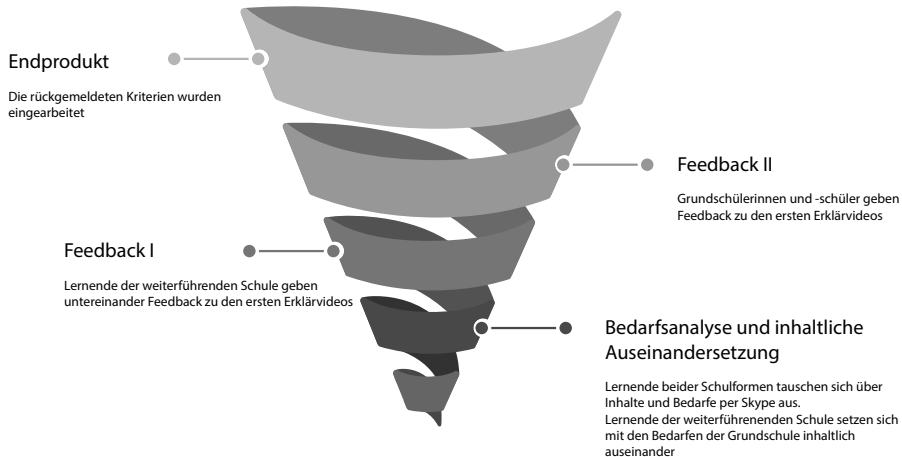 Endprodukt
Die rückgemeldeten Kriterien wurden
eingearbeitet
Feedback II
Grundschülerinnen und -schüler geben
Feedback zu den ersten Erklärvideos
Feedback I
Lernende der weiterführenden Schule geben
untereinander Feedback zu den ersten Erklärvideos
Bedarfsanalyse und inhaltliche
Auseinandersetzung
Lernende beider Schulformen tauschen sich über
Inhalte und Bedarfe per Skype aus.
Lernende der weiterführenenden Schule setzen sich
mit den Bedarfen der Grundschule inhaltlich
auseinander